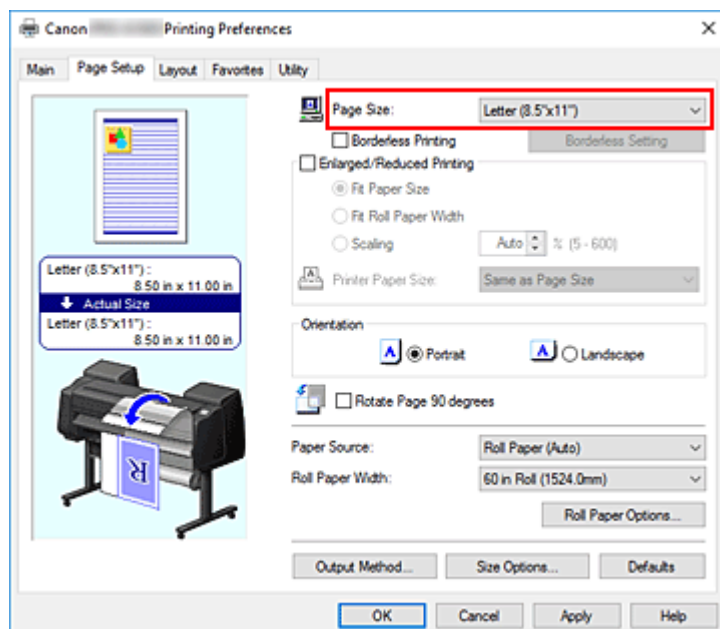 Canon Printing Preferences
Main Page Setup Layout Favorites Utility
Page Size: Letter (8.5"x11")
Borderless Printing Borderless Setting
Enlarged/Reduced Printing
Fit Paper Size
Fit Roll Paper Width
Scaling Auto % (5 - 600)
Printer Paper Size: Same as Page Size
Letter (8.5"x11") :
8.50 in x 11.00 in
Actual Size
Letter (8.5"x11") :
8.50 in x 11.00 in
Orientation
A Portrait A Landscape
Rotate Page 90 degrees
R
Paper Source: Roll Paper (Auto)
Roll Paper Width: 60 in Roll (1524.0mm)
Roll Paper Options...
Output Method... Size Options... Defaults
OK Cancel Apply Help